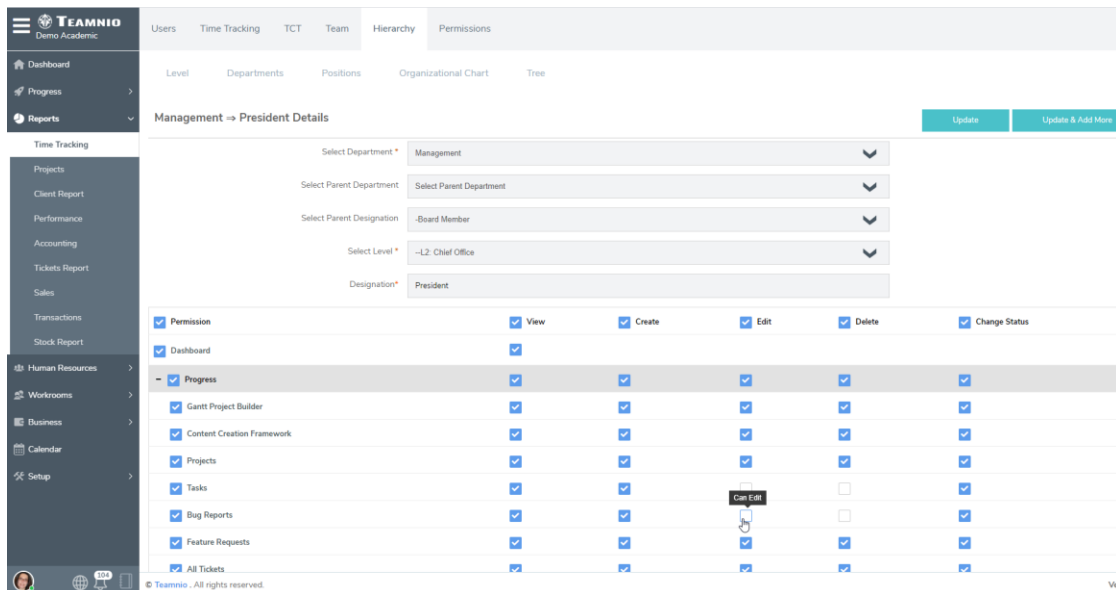 TEAMNIO
Demo Academic
Users Time Tracking TCT Team Hierarchy Permissions
Level Departments Positions Organizational Chart Tree
Dashboard
Progress
Reports
Time Tracking
Projects
Client Report
Performance
Accounting
Tickets Report
Sales
Transactions
Stock Report
Human Resources
Workrooms
Business
Calendar
Setup
104
Management ⇒ President Details
Update Update & Add More
Select Department * Management
Select Parent Department Select Parent Department
Select Parent Designation -Board Member
Select Level * --L2: Chief Office
Designation* President
Permission View Create Edit Delete Change Status
Dashboard
– Progress
Gantt Project Builder
Content Creation Framework
Projects
Tasks
Can Edit
Bug Reports
Feature Requests
All Tickets
© Teamnio . All rights reserved.